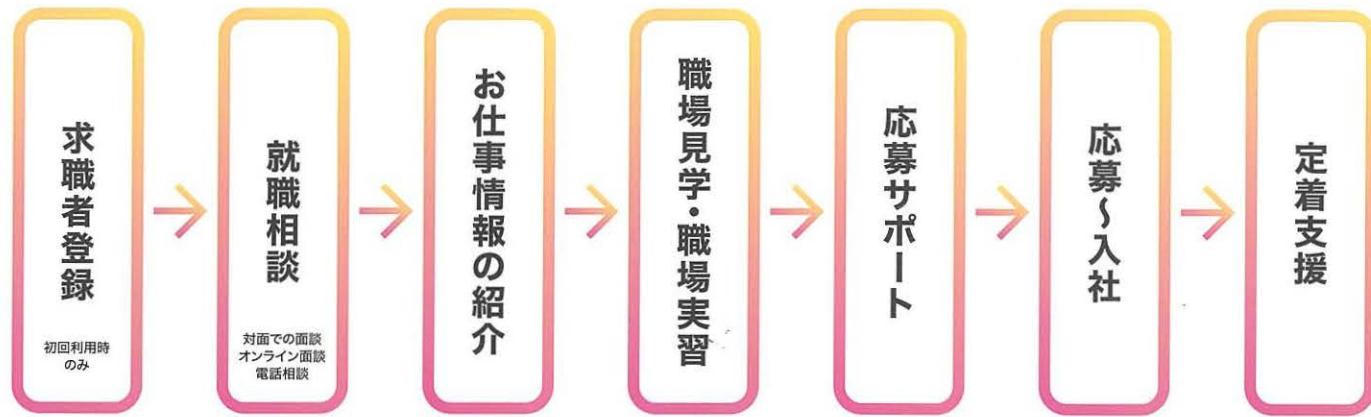 求職者登録
初回利用時
のみ
就職相談
対面での面談
オンライン面談
電話相談
お仕事情報の紹介
職場見学・職場実習
応募サポート
応募～入社
定着支援